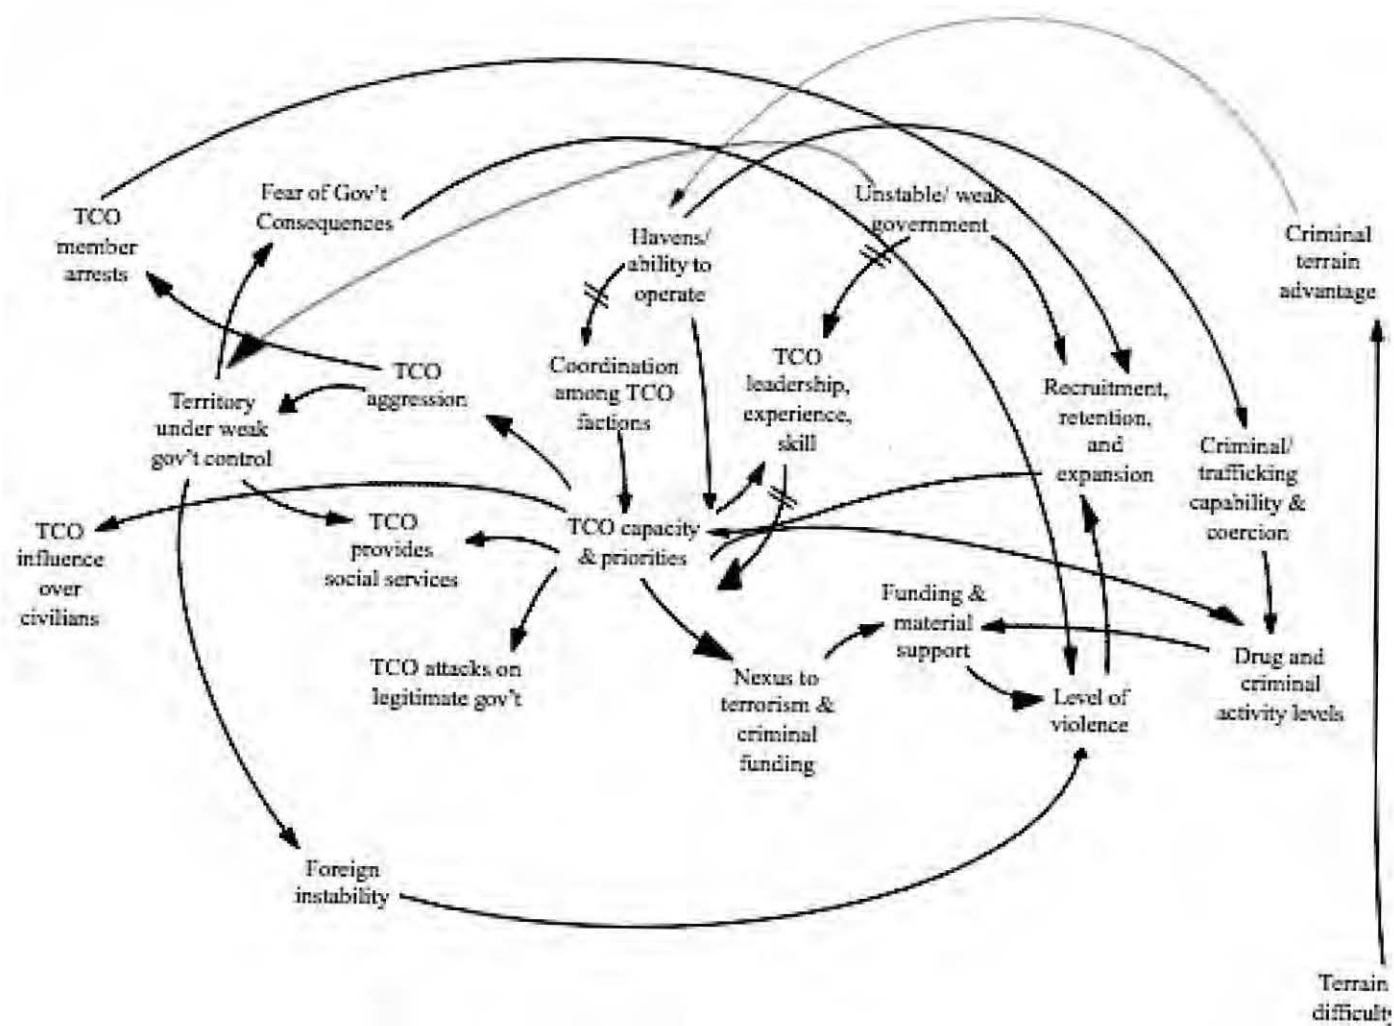 Fear of Gov't
Consequences
TCO
member
arrests
Unstable/ weak
government
Havens/
ability to
operate
Criminal
terrain
advantage
TCO
aggression
Coordination
among TCO
factions
TCO
leadership,
experience,
skill
Recruitment,
retention,
and
expansion
Territory
under weak
gov't control
Criminal/
trafficking
capability &
coercion
TCO
influence
over
civilians
TCO
provides
social services
TCO capacity
& priorities
Funding &
material
support
TCO attacks on
legitimate gov't
Nexus to
terrorism &
criminal
funding
Level of
violence
Drug and
criminal
activity levels
Foreign
instability
Terrain
difficult